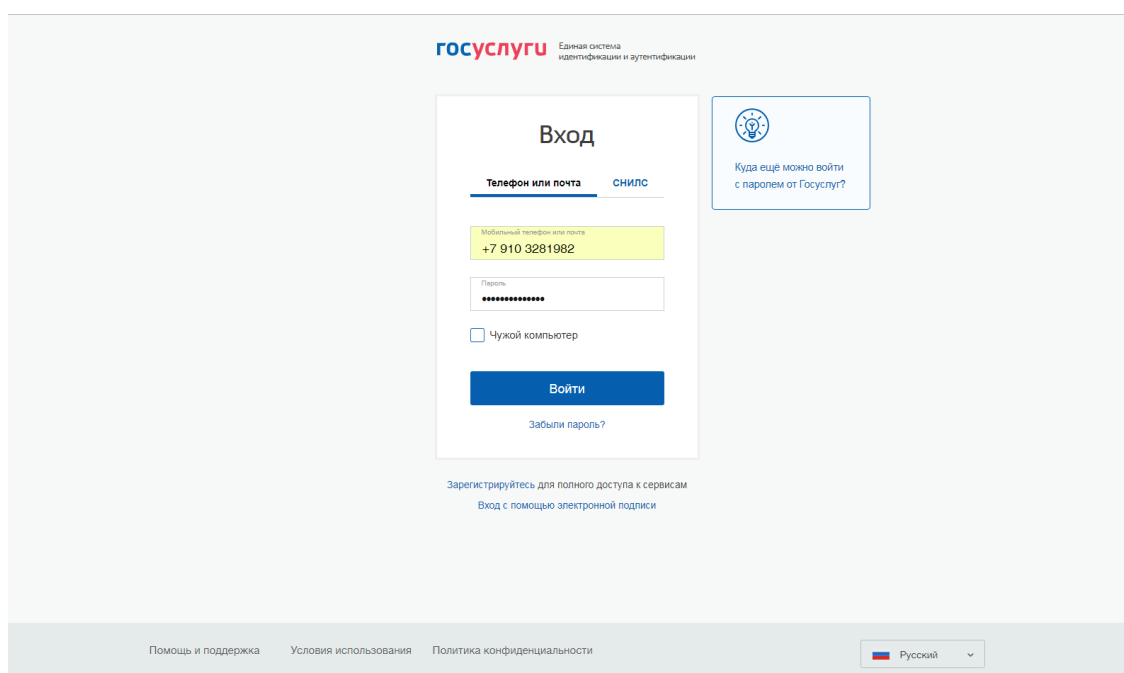 госуслуги
Единая система
идентификации и аутентификации
Вход
Телефон или почта
СНИЛС
Мобильный телефон или почта
+7 910 3281982
Пароль
••••••••••••••
Чужой компьютер
Войти
Забыли пароль?
Куда ещё можно войти
с паролем от Госуслуг?
Зарегистрируйтесь для полного доступа к сервисам
Вход с помощью электронной подписи
Помощь и поддержка
Условия использования
Политика конфиденциальности
Русский